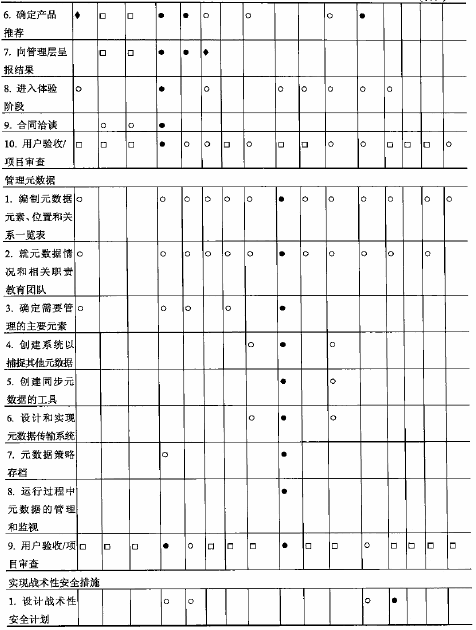 6. 确定产品
推荐
7. 向管理层呈
报结果
8. 进入体验
阶段
9. 合同洽谈
10. 用户验收/
项目审查
管理元数据
1. 编制元数据
元素、位置和关
系一览表
2. 就元数据情
况和相关职责
教育团队
3. 确定需要管
理的主要元素
4. 创建系统以
捕捉其他元数据
5. 创建同步元
数据的工具
6. 设计和实现
元数据传输系统
7. 元数据策略
存档
8. 运行过程中
元数据的管理
和监视
9. 用户验收/项
目审查
实现战术性安全措施
1. 设计战术性
安全计划